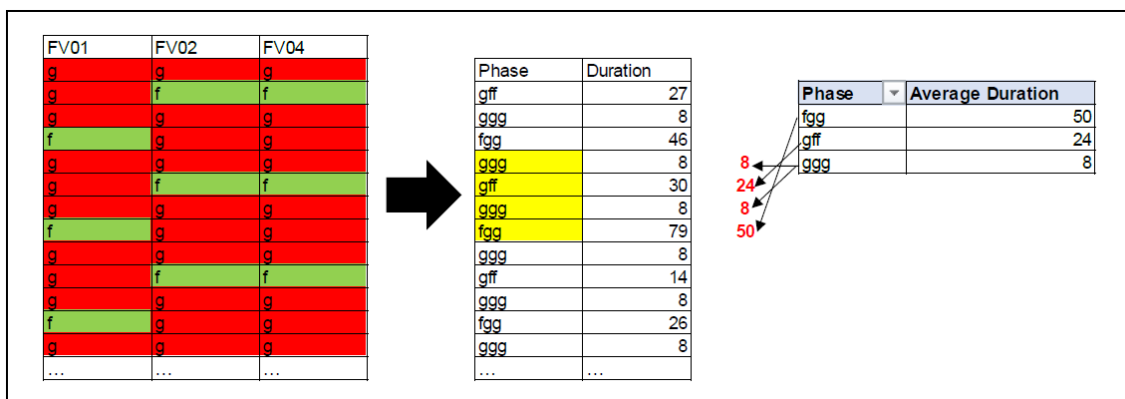 FV01 FV02 FV04
g g g
g f f
g g g
f g g
g g g
g f f
g g g
f g g
g g g
g f f
g g g
f g g
g g g
... ... ...
Phase Duration
gff 27
ggg 8
fgg 46
ggg 8
gff 30
ggg 8
fgg 79
ggg 8
gff 14
ggg 8
fgg 26
ggg 8
... ...
8
24
8
50
Phase Average Duration
fgg 50
gff 24
ggg 8